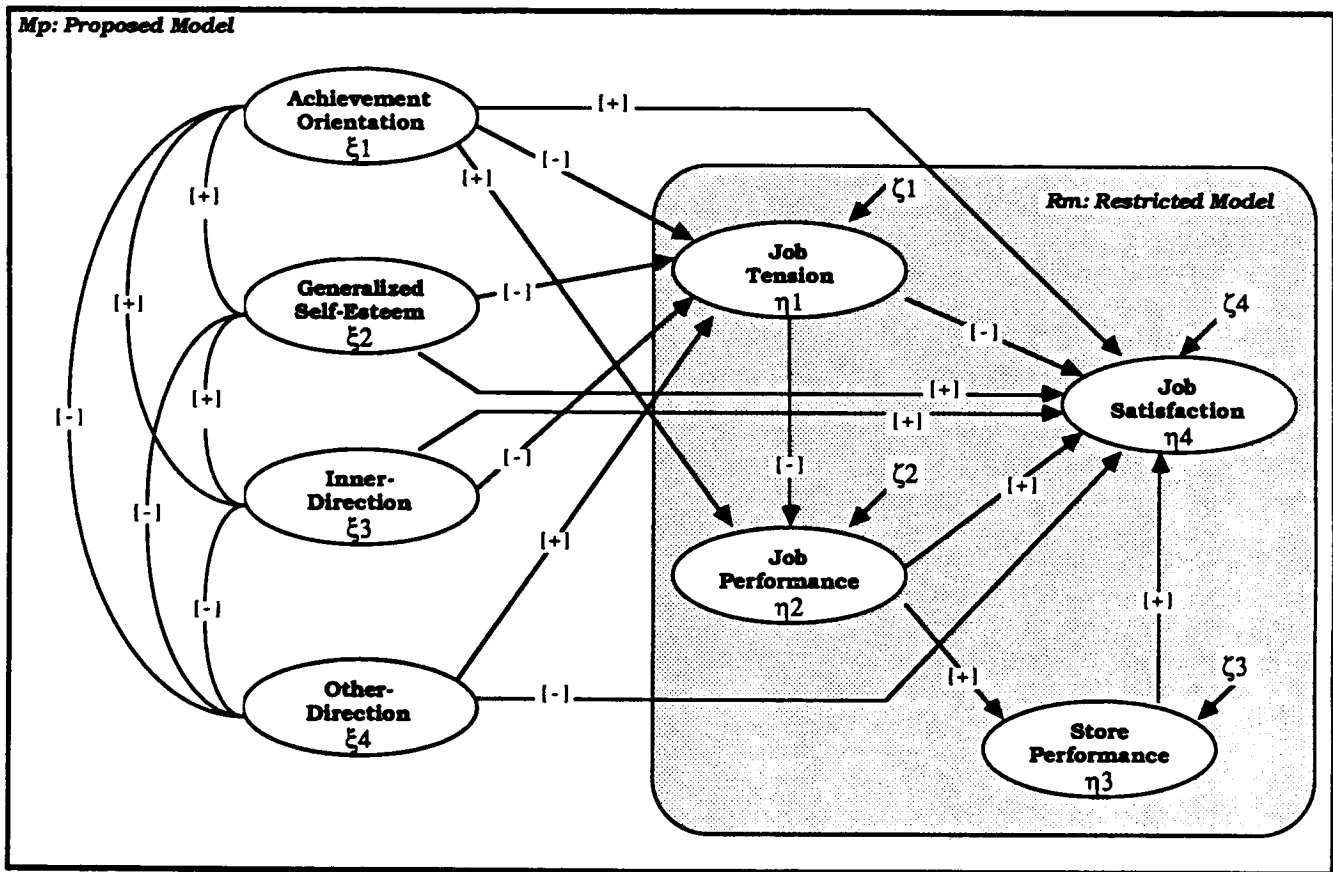 Mp: Proposed Model
Achievement
Orientation
ξ1
[+]
[-]
[+]
[+]
Rm: Restricted Model
ζ1
Job
Tension
η1
Generalized
Self-Esteem
ξ2
[-]
[+]
[-]
ζ4
Job
Satisfaction
η4
[+]
[+]
[-]
[+]
Inner-
Direction
ξ3
[-]
[-]
ζ2
[+]
[-]
[+]
Job
Performance
η2
[-]
[+]
[+]
ζ3
Other-
Direction
ξ4
[-]
Store
Performance
η3